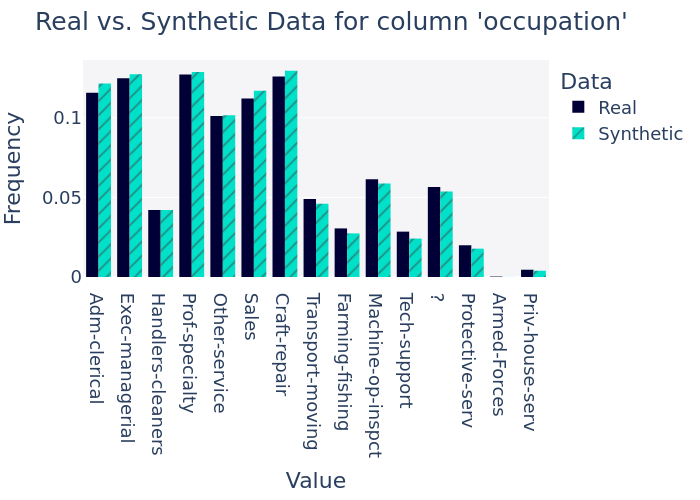 Real vs. Synthetic Data for column 'occupation'
Data
Real
Synthetic
Frequency
0.1
0.05
0
Adm-clerical
Exec-managerial
Handlers-cleaners
Prof-specialty
Other-service
Sales
Craft-repair
Transport-moving
Farming-fishing
Machine-op-inspct
Tech-support
?
Protective-serv
Armed-Forces
Priv-house-serv
Value